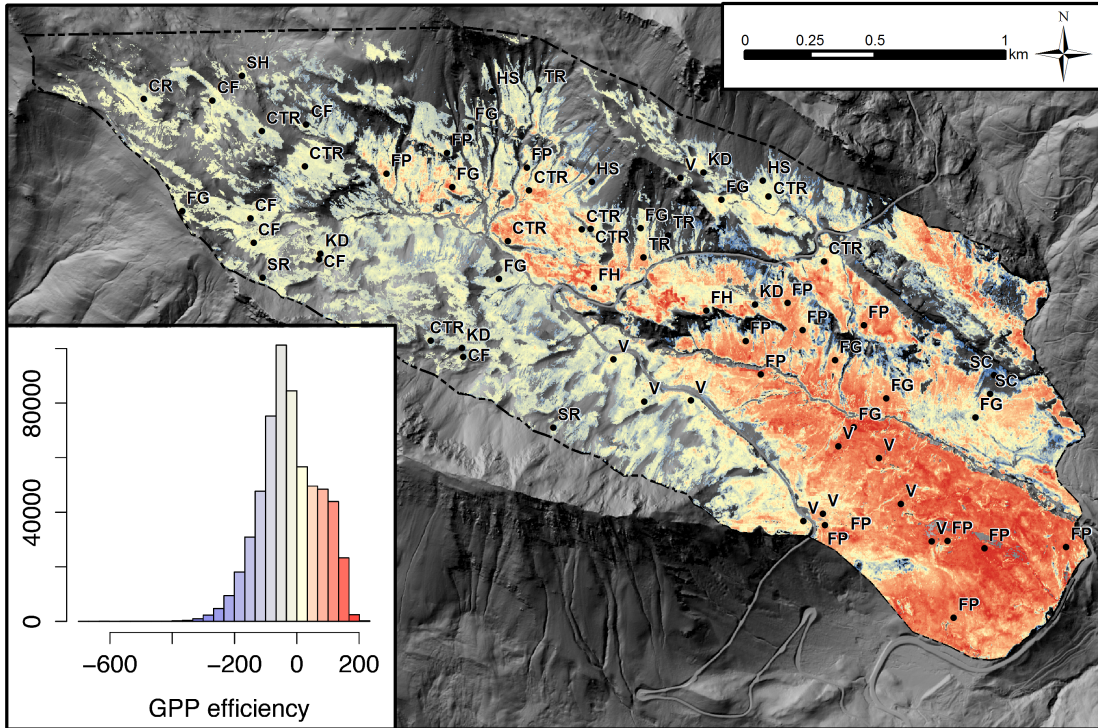 N
0 0.25 0.5 1
km
SH
CR
CF
HS
TR
CTR
CF
FG
FP
CTR
FP
FG
FP
CTR
HS
V
KD
HS
FG
CTR
FG
CF
CF
KD
CF
SR
CTR
CTR
CTR
FG
TR
TR
CTR
FG
FH
FH
KD
FP
FP
FP
CTR
KD
CF
V
FP
FG
SC
SC
V
V
FG
FG
SR
FG
V
V
V
V
V
FP
FP
V
FP
FP
FP
FP
80000
40000
0
−600
−200
0
200
GPP efficiency